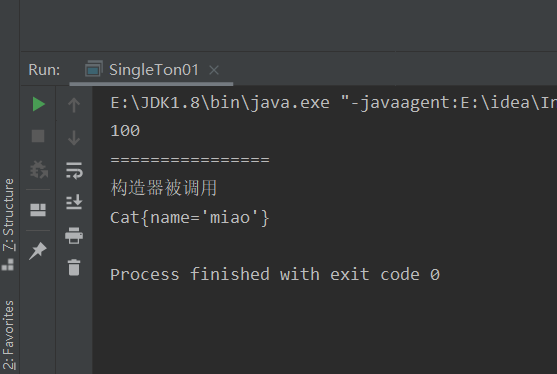 Run: SingleTon01
E:\JDK1.8\bin\java.exe "-javaagent:E:\idea\In
100
================
构造器被调用
Cat{name='miao'}
Process finished with exit code 0
7: Structure
2: Favorites